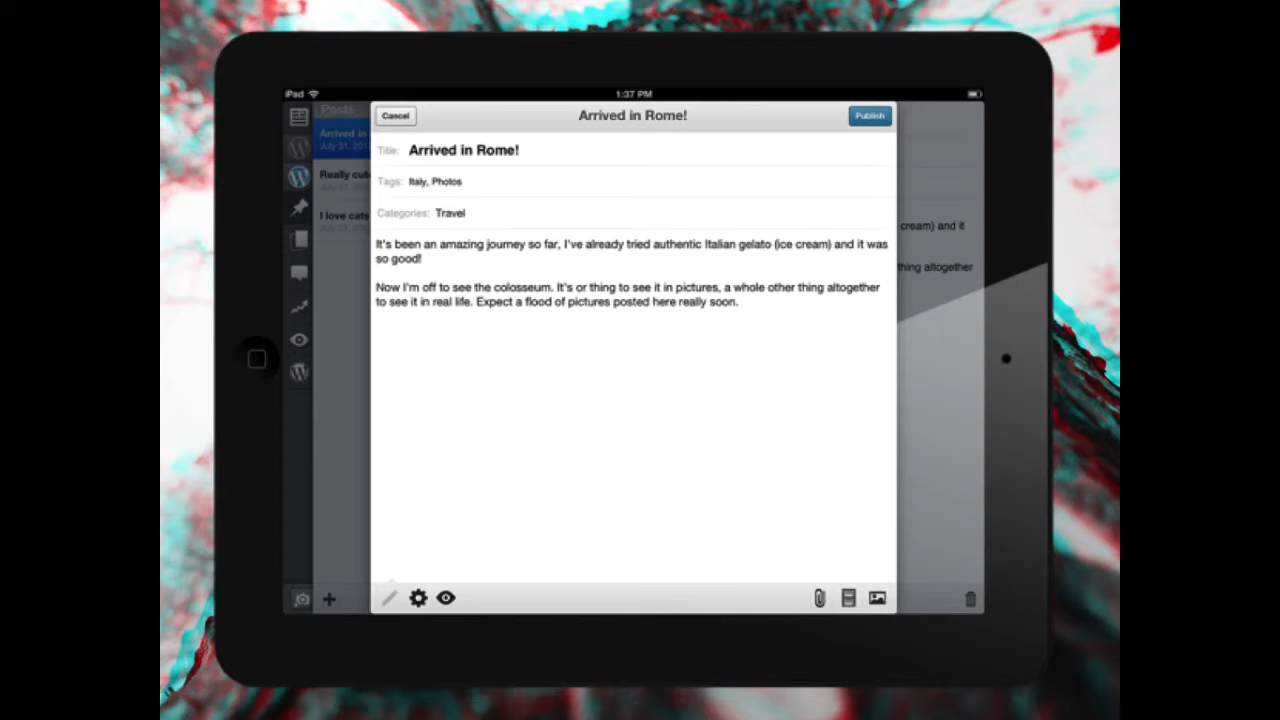 iPad 1:37 PM
Posts
Cancel Arrived in Rome! Publish
Arrived in
July 31, 201
Really cute
I love cats
Title: Arrived in Rome!
Tags: Italy, Photos
Categories: Travel
It's been an amazing journey so far, I've already tried authentic Italian gelato (ice cream) and it was
so good!
Now I'm off to see the colosseum. It's or thing to see it in pictures, a whole other thing altogether
to see it in real life. Expect a flood of pictures posted here really soon.
cream) and it
thing altogether